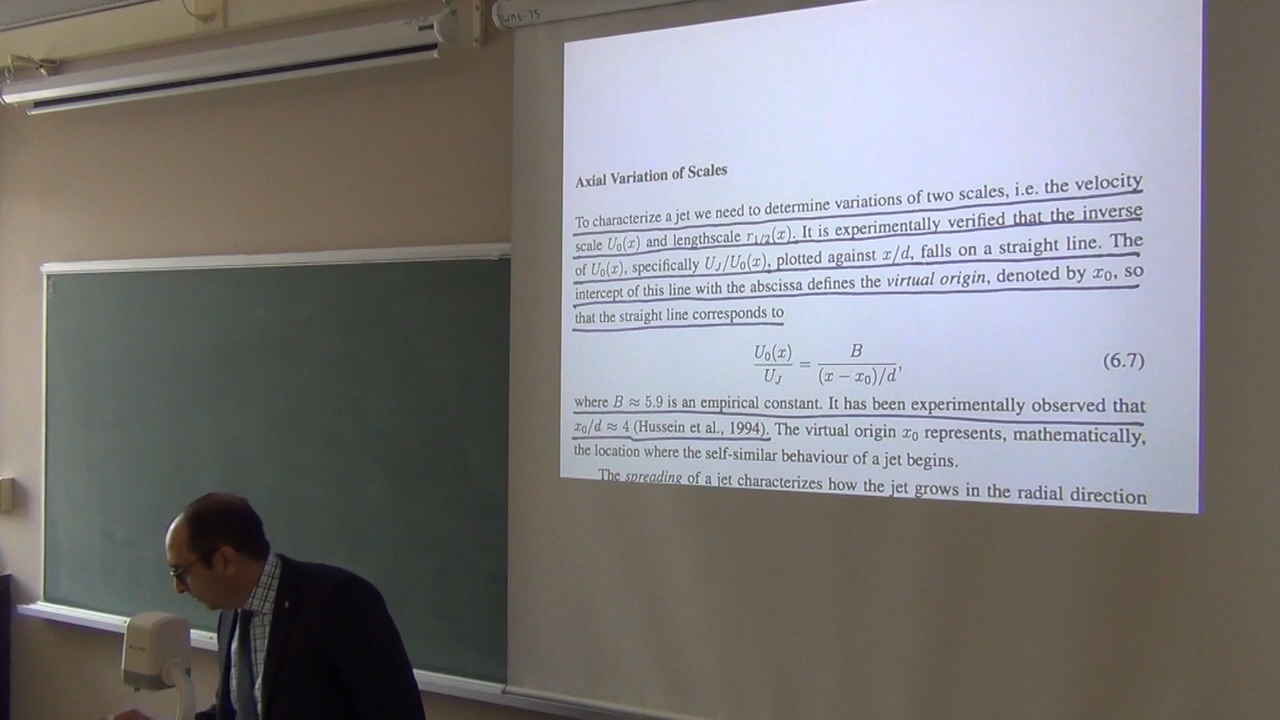 Axial Variation of Scales
To characterize a jet we need to determine variations of two scales, i.e. the velocity
scale U₀(x) and lengthscale r₁/₂(x). It is experimentally verified that the inverse
of U₀(x), specifically U_J/U₀(x), plotted against x/d, falls on a straight line. The
intercept of this line with the abscissa defines the virtual origin, denoted by x₀, so
that the straight line corresponds to
U₀(x)/U_J = B/((x − x₀)/d), (6.7)
where B ≈ 5.9 is an empirical constant. It has been experimentally observed that
x₀/d ≈ 4 (Hussein et al., 1994). The virtual origin x₀ represents, mathematically,
the location where the self-similar behaviour of a jet begins.
The spreading of a jet characterizes how the jet grows in the radial direction